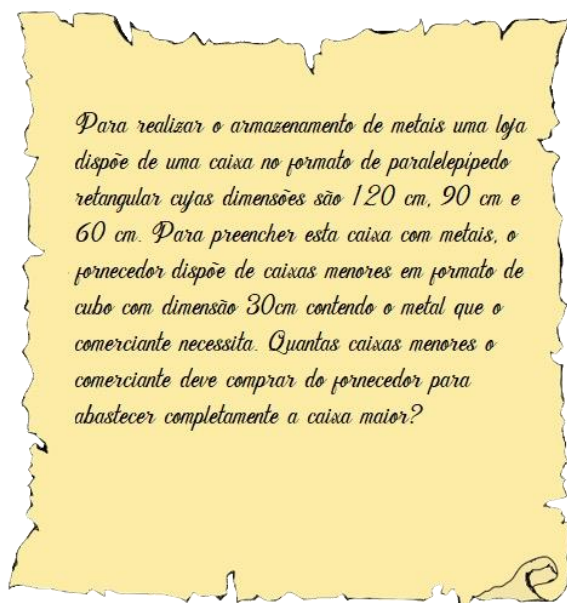 Para realizar o armazenamento de metais uma loja
dispõe de uma caixa no formato de paralelepípedo
retangular cujas dimensões são 120 cm, 90 cm e
60 cm. Para preencher esta caixa com metais, o
fornecedor dispõe de caixas menores em formato de
cubo com dimensão 30cm contendo o metal que o
comerciante necessita. Quantas caixas menores o
comerciante deve comprar do fornecedor para
abastecer completamente a caixa maior?